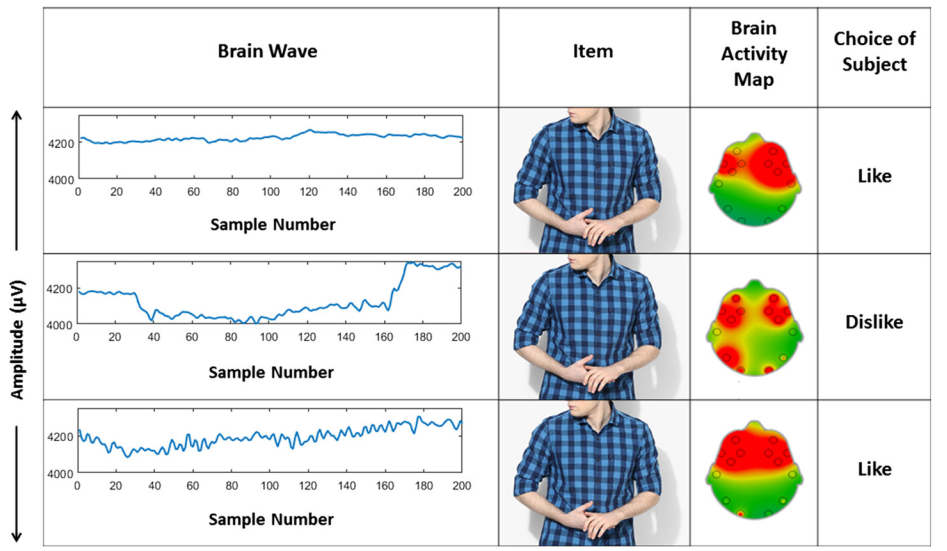 Brain Wave
Item
Brain
Activity
Map
Choice of
Subject
Amplitude (µV)
4200
4000
0 20 40 60 80 100 120 140 160 180 200
Sample Number
Like
4200
4000
0 20 40 60 80 100 120 140 160 180 200
Sample Number
Dislike
4200
4000
0 20 40 60 80 100 120 140 160 180 200
Sample Number
Like